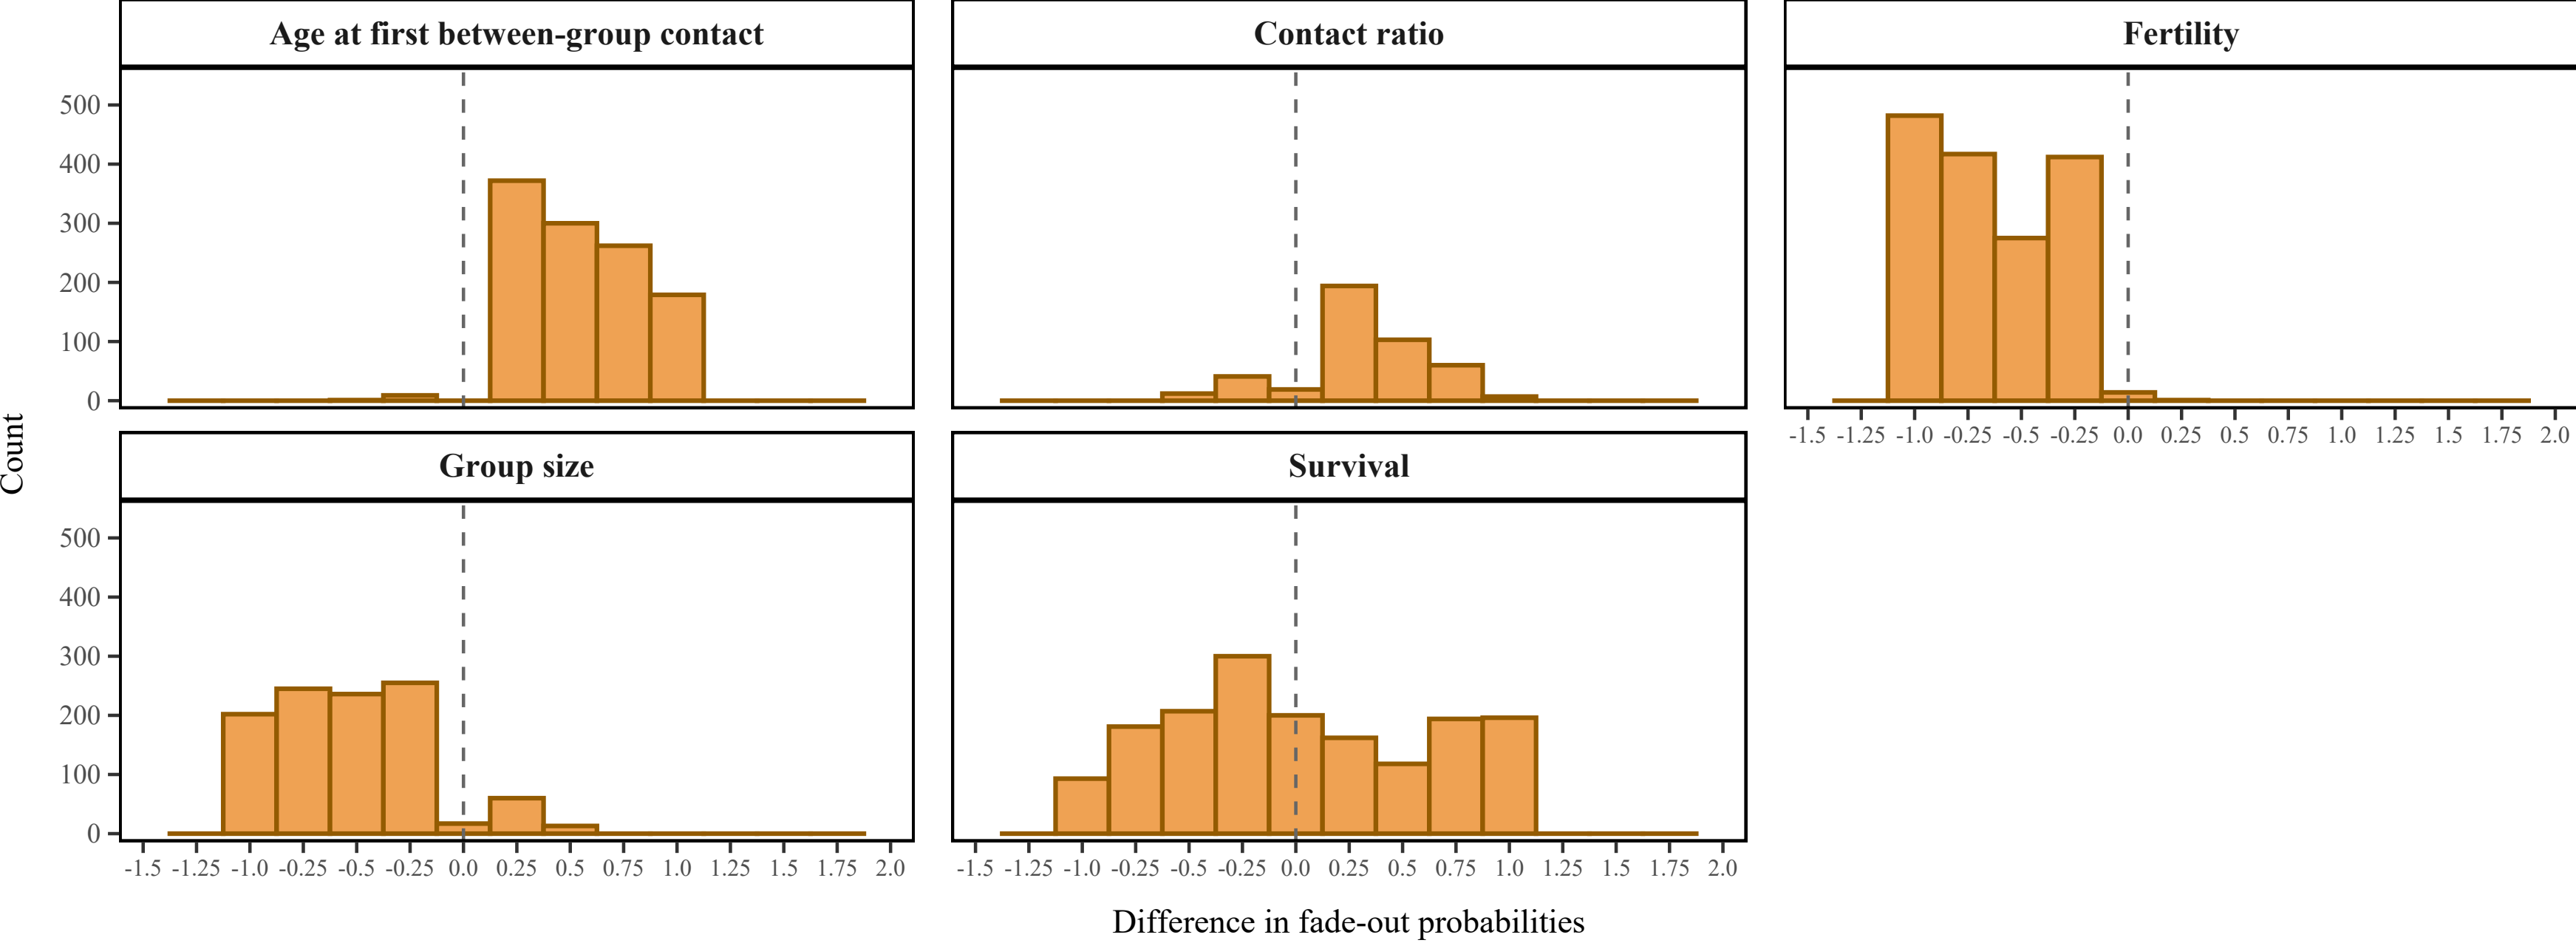 Age at first between-group contact
Contact ratio
Fertility
500
400
300
200
100
0
-1.5 -1.25 -1.0 -0.25 -0.5 -0.25 0.0 0.25 0.5 0.75 1.0 1.25 1.5 1.75 2.0
Count
Group size
Survival
500
400
300
200
100
0
-1.5 -1.25 -1.0 -0.25 -0.5 -0.25 0.0 0.25 0.5 0.75 1.0 1.25 1.5 1.75 2.0
-1.5 -1.25 -1.0 -0.25 -0.5 -0.25 0.0 0.25 0.5 0.75 1.0 1.25 1.5 1.75 2.0
Difference in fade-out probabilities